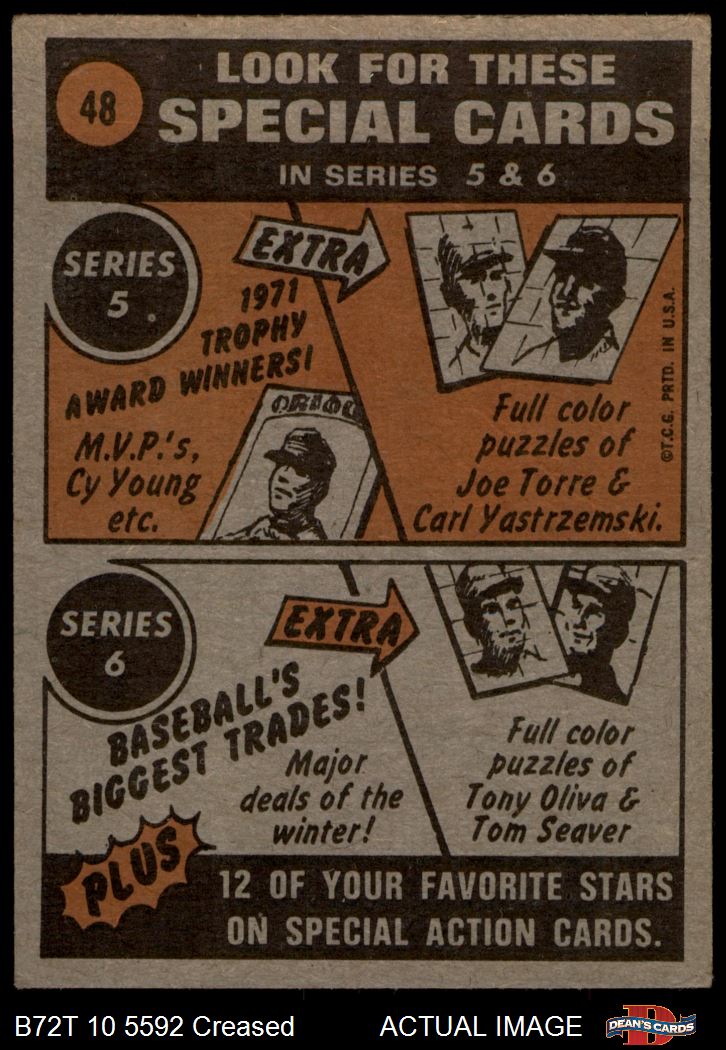 48
LOOK FOR THESE
SPECIAL CARDS
IN SERIES 5 & 6
SERIES
5
EXTRA
1971
TROPHY
AWARD WINNERS!
M.V.P.'s,
Cy Young
etc.
ORIOL
Full color
puzzles of
Joe Torre &
Carl Yastrzemski.
©T.C.G. PRTD. IN U.S.A.
SERIES
6
EXTRA
BASEBALL'S
BIGGEST TRADES!
Major
deals of the
winter!
Full color
puzzles of
Tony Oliva &
Tom Seaver
PLUS
12 OF YOUR FAVORITE STARS
ON SPECIAL ACTION CARDS.
B72T 10 5592 Creased
ACTUAL IMAGE
D
DEAN'S CARDS